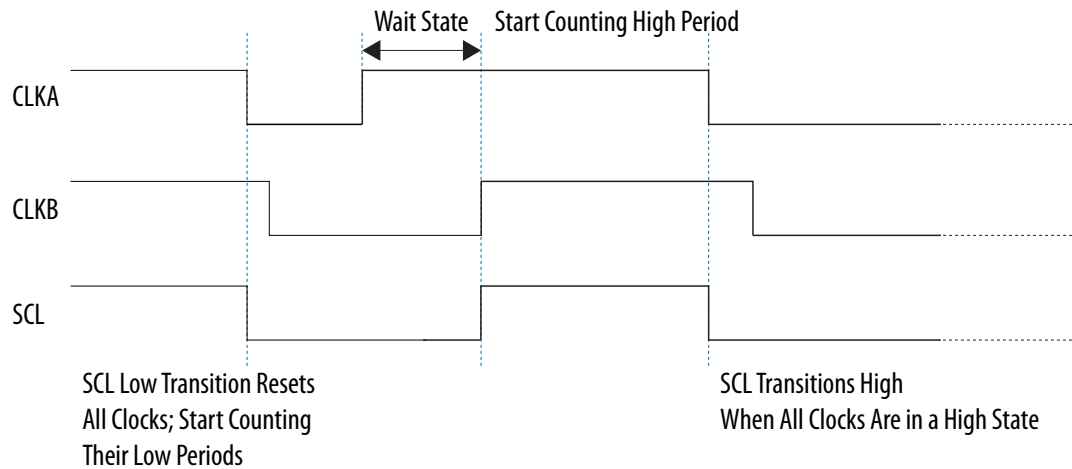 Wait State
Start Counting High Period
CLKA
CLKB
SCL
SCL Low Transition Resets
All Clocks; Start Counting
Their Low Periods
SCL Transitions High
When All Clocks Are in a High State